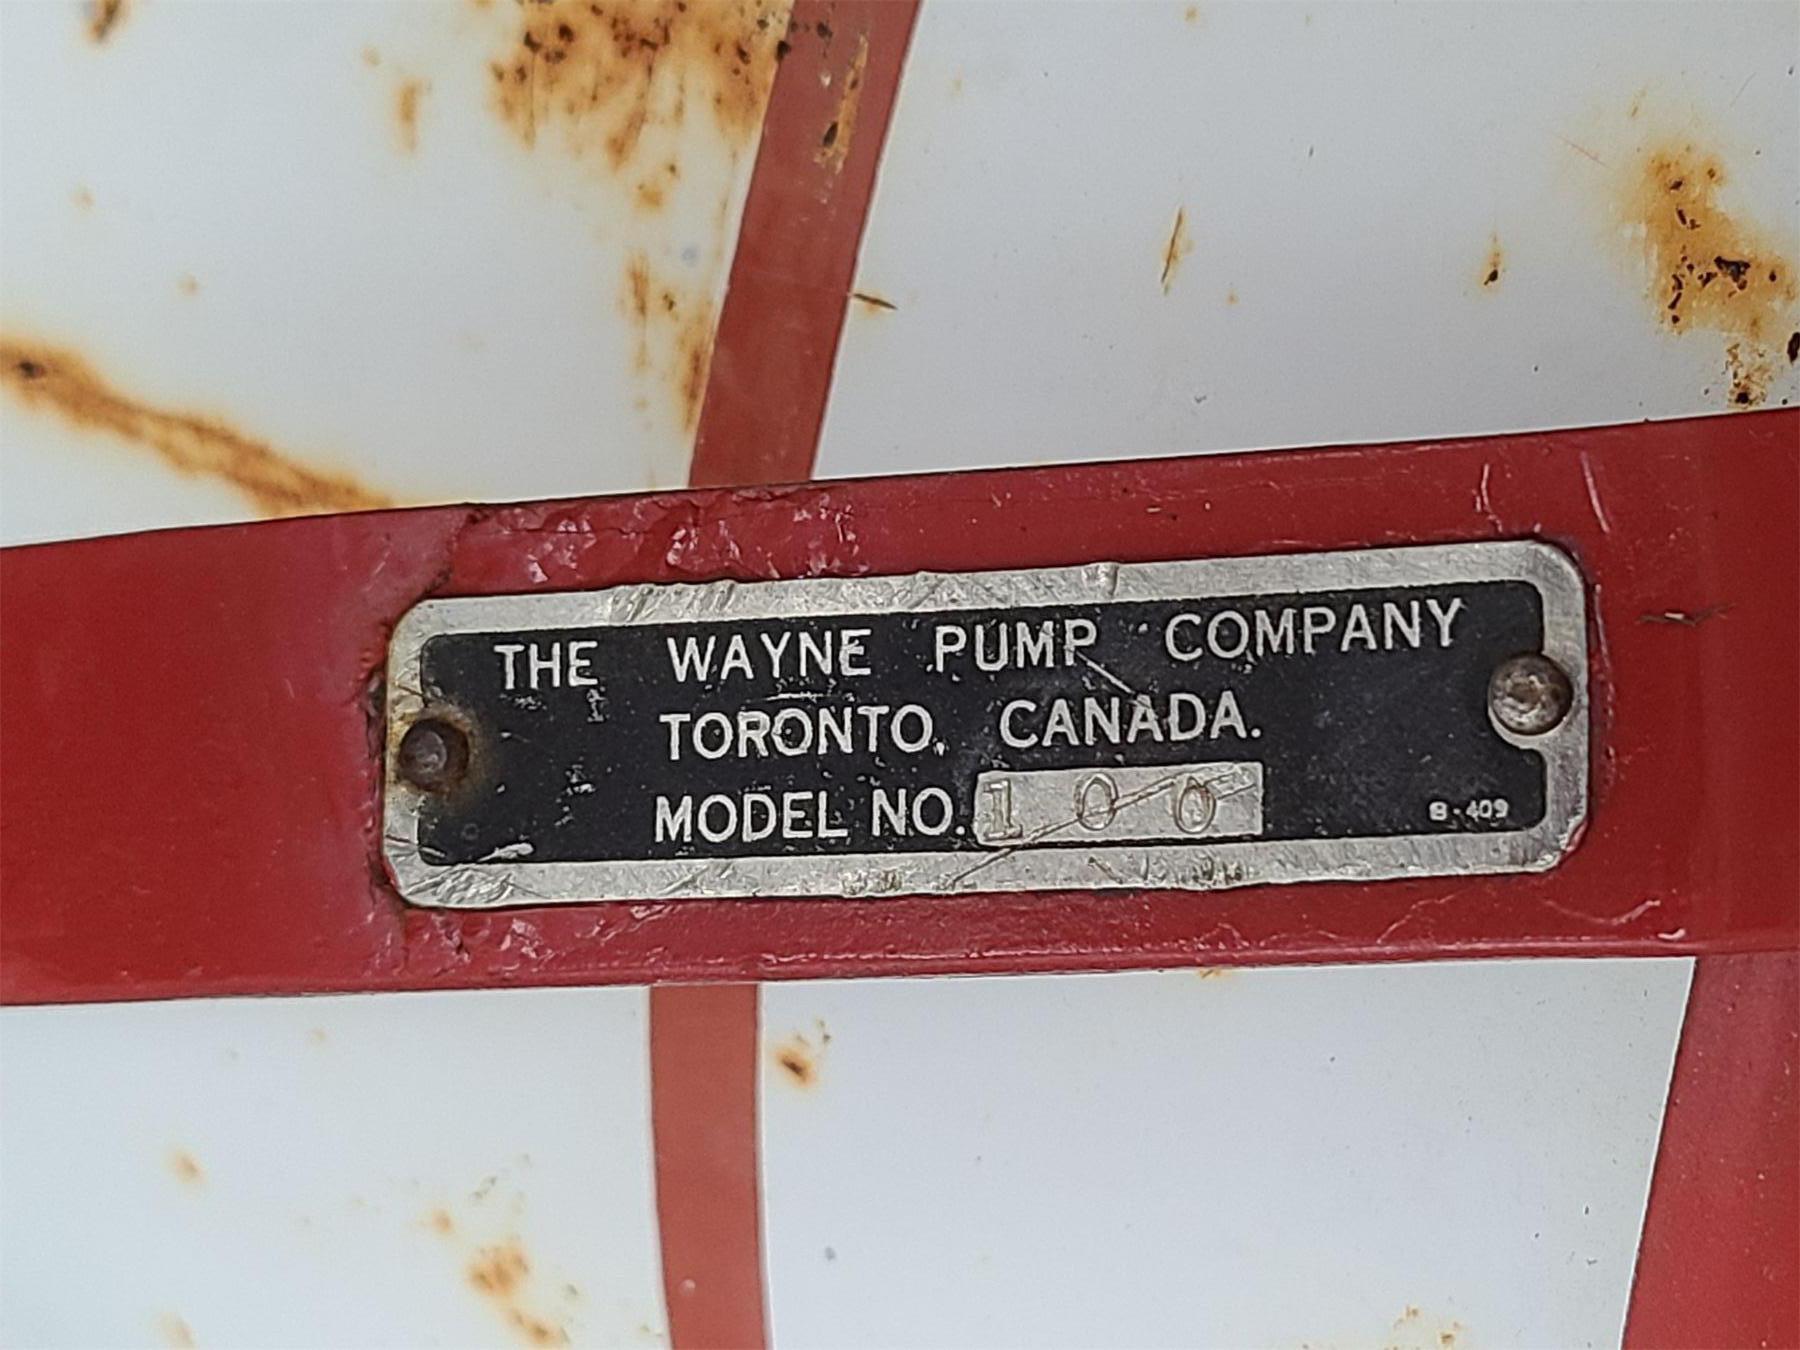 THE WAYNE PUMP COMPANY
TORONTO, CANADA.
MODEL NO. 100
B-409